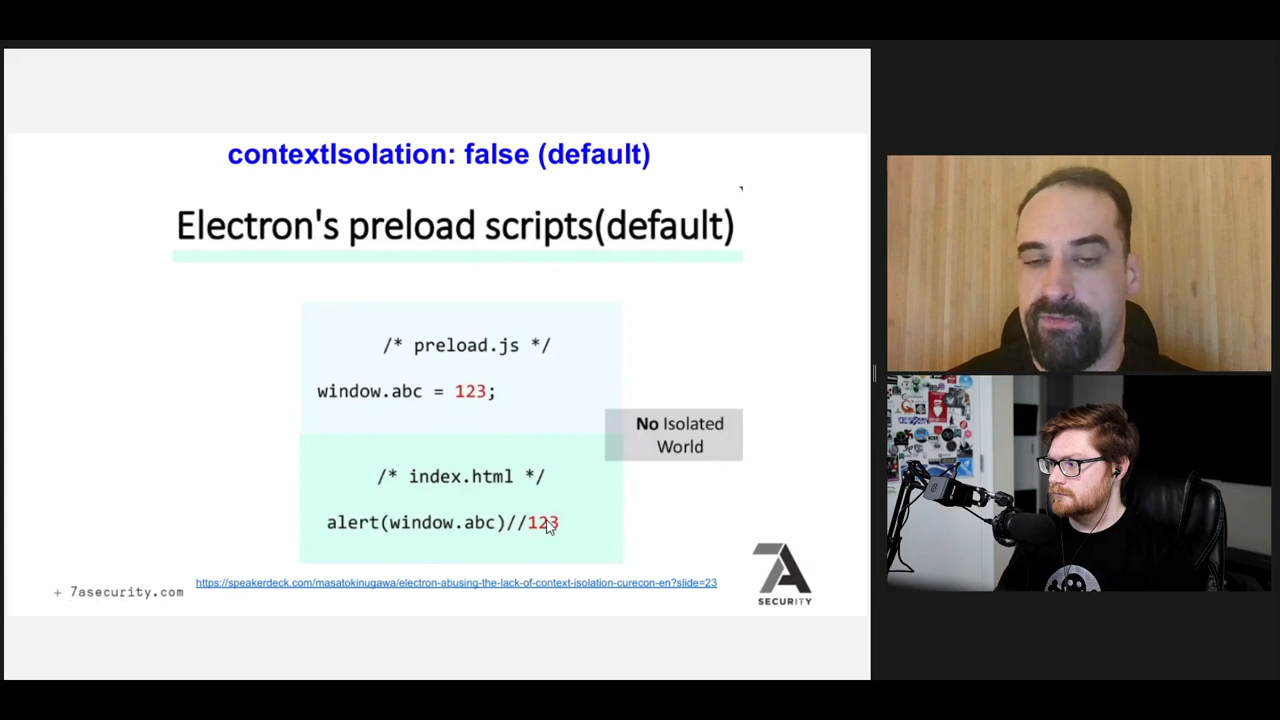 contextIsolation: false (default)
Electron's preload scripts(default)
/* preload.js */
window.abc = 123;
No Isolated
World
/* index.html */
alert(window.abc)//123
https://speakerdeck.com/masatokinugawa/electron-abusing-the-lack-of-context-isolation-curecon-en?slide=23
+ 7asecurity.com
7A
SECURITY